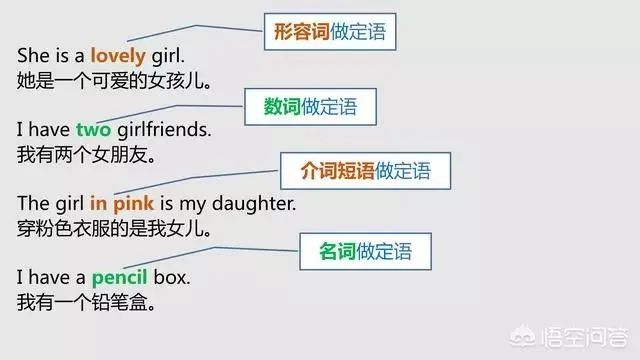 形容词做定语
She is a lovely girl.
她是一个可爱的女孩儿。
数词做定语
I have two girlfriends.
我有两个女朋友。
介词短语做定语
The girl in pink is my daughter.
穿粉色衣服的是我女儿。
名词做定语
I have a pencil box.
我有一个铅笔盒。
悟空问答